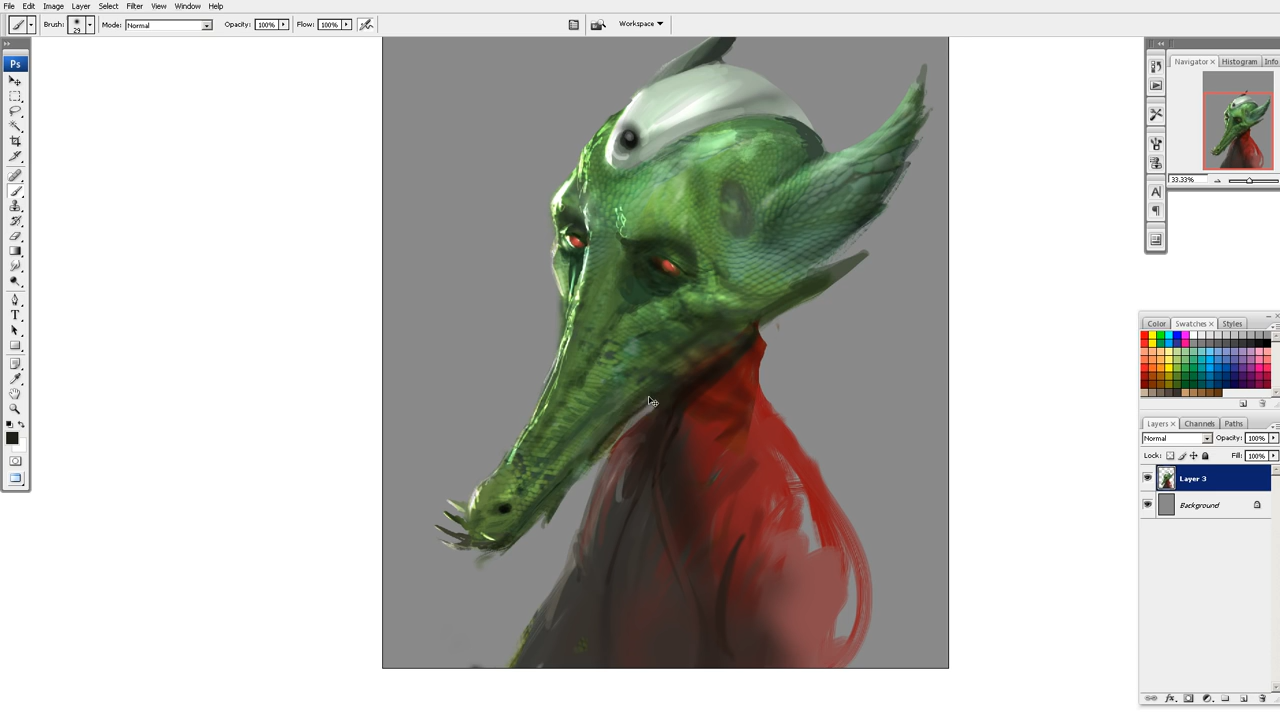 File Edit Image Layer Select Filter View Window Help
Brush: 29 Mode: Normal Opacity: 100% Flow: 100% Workspace
Ps
Navigator Histogram Info
33.33%
Color Swatches Styles
Layers Channels Paths
Normal Opacity: 100%
Lock: Fill: 100%
Layer 3
Background